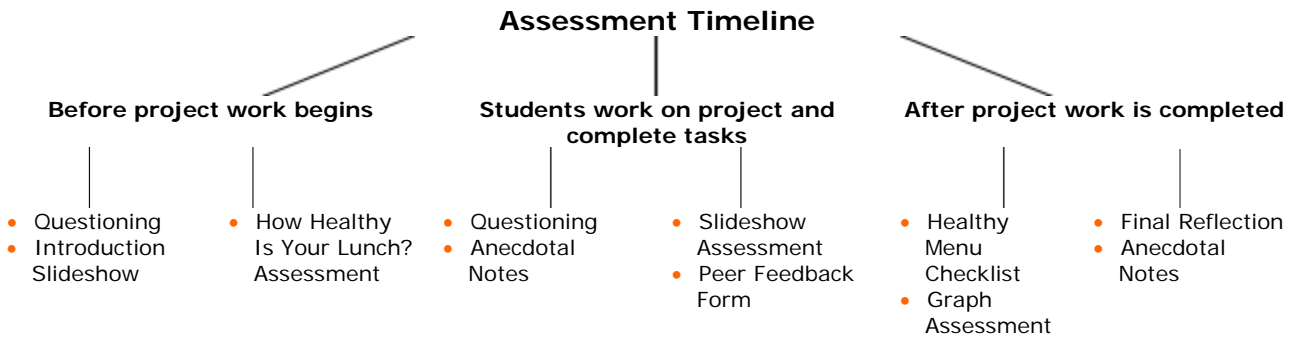 Assessment Timeline
Before project work begins
Students work on project and
complete tasks
After project work is completed
• Questioning
• Introduction
Slideshow
• How Healthy
Is Your Lunch?
Assessment
• Questioning
• Anecdotal
Notes
• Slideshow
Assessment
• Peer Feedback
Form
• Healthy
Menu
Checklist
• Graph
Assessment
• Final Reflection
• Anecdotal
Notes